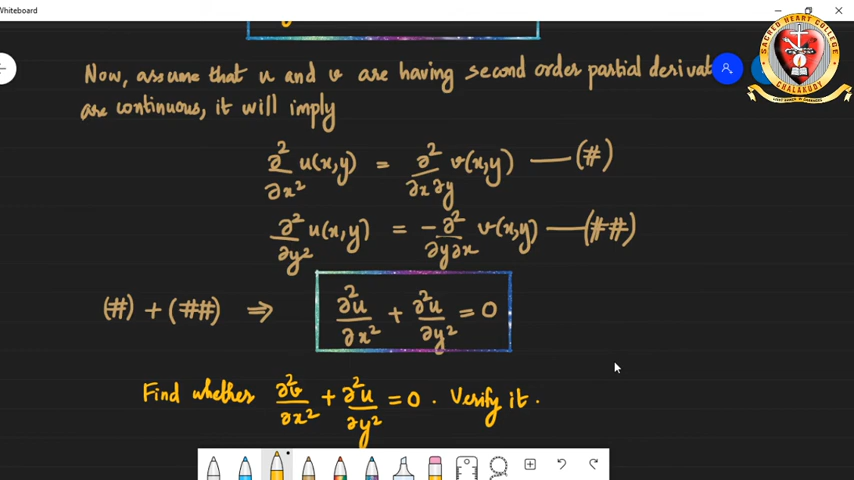 Whiteboard
SACRED HEART COLLEGE
CHALAKUDY
Now, assume that u and v are having second order partial derivat
are continuous, it will imply
∂²/∂x² u(x,y) = ∂²/∂x∂y v(x,y) — (#)
∂²/∂y² u(x,y) = -∂²/∂y∂x v(x,y) — (##)
(#) + (##) ⇒ ∂²u/∂x² + ∂²u/∂y² = 0
Find whether ∂²v/∂x² + ∂²u/∂y² = 0. Verify it.